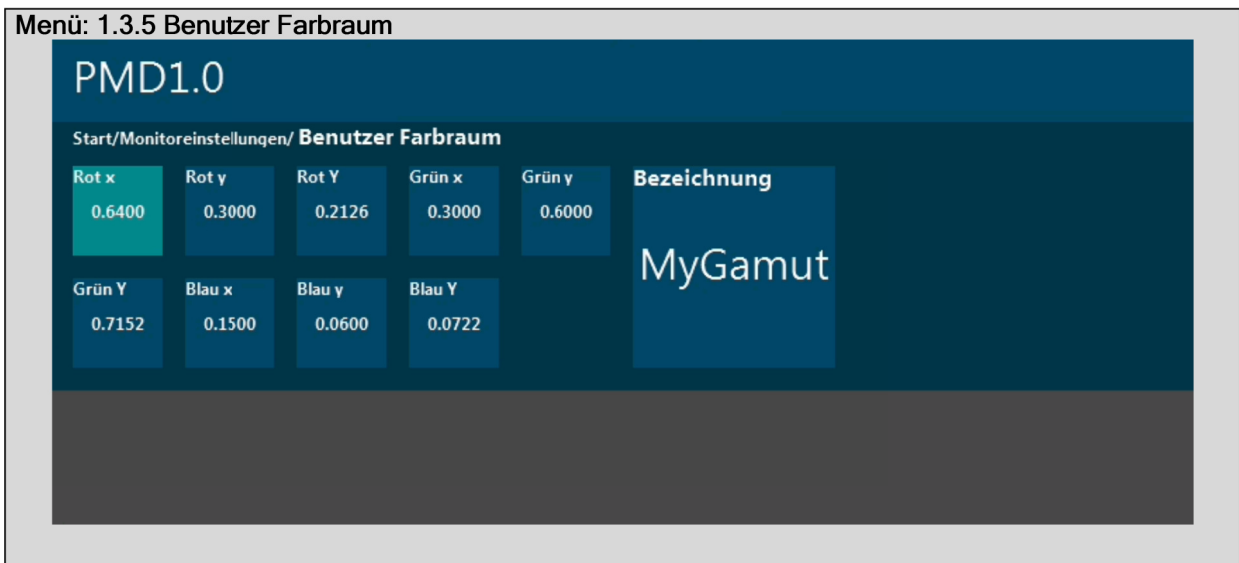 Menü: 1.3.5 Benutzer Farbraum
PMD1.0
Start/Monitoreinstellungen/ Benutzer Farbraum
Rot x Rot y Rot Y Grün x Grün y Bezeichnung
0.6400 0.3000 0.2126 0.3000 0.6000
MyGamut
Grün Y Blau x Blau y Blau Y
0.7152 0.1500 0.0600 0.0722